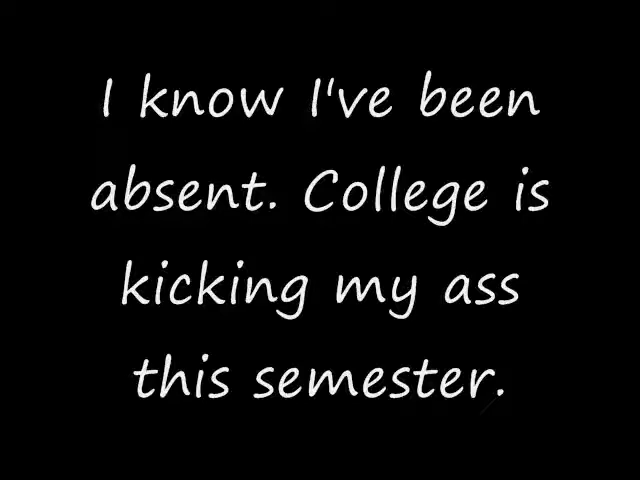 I know I've been
absent. College is
kicking my ass
this semester.